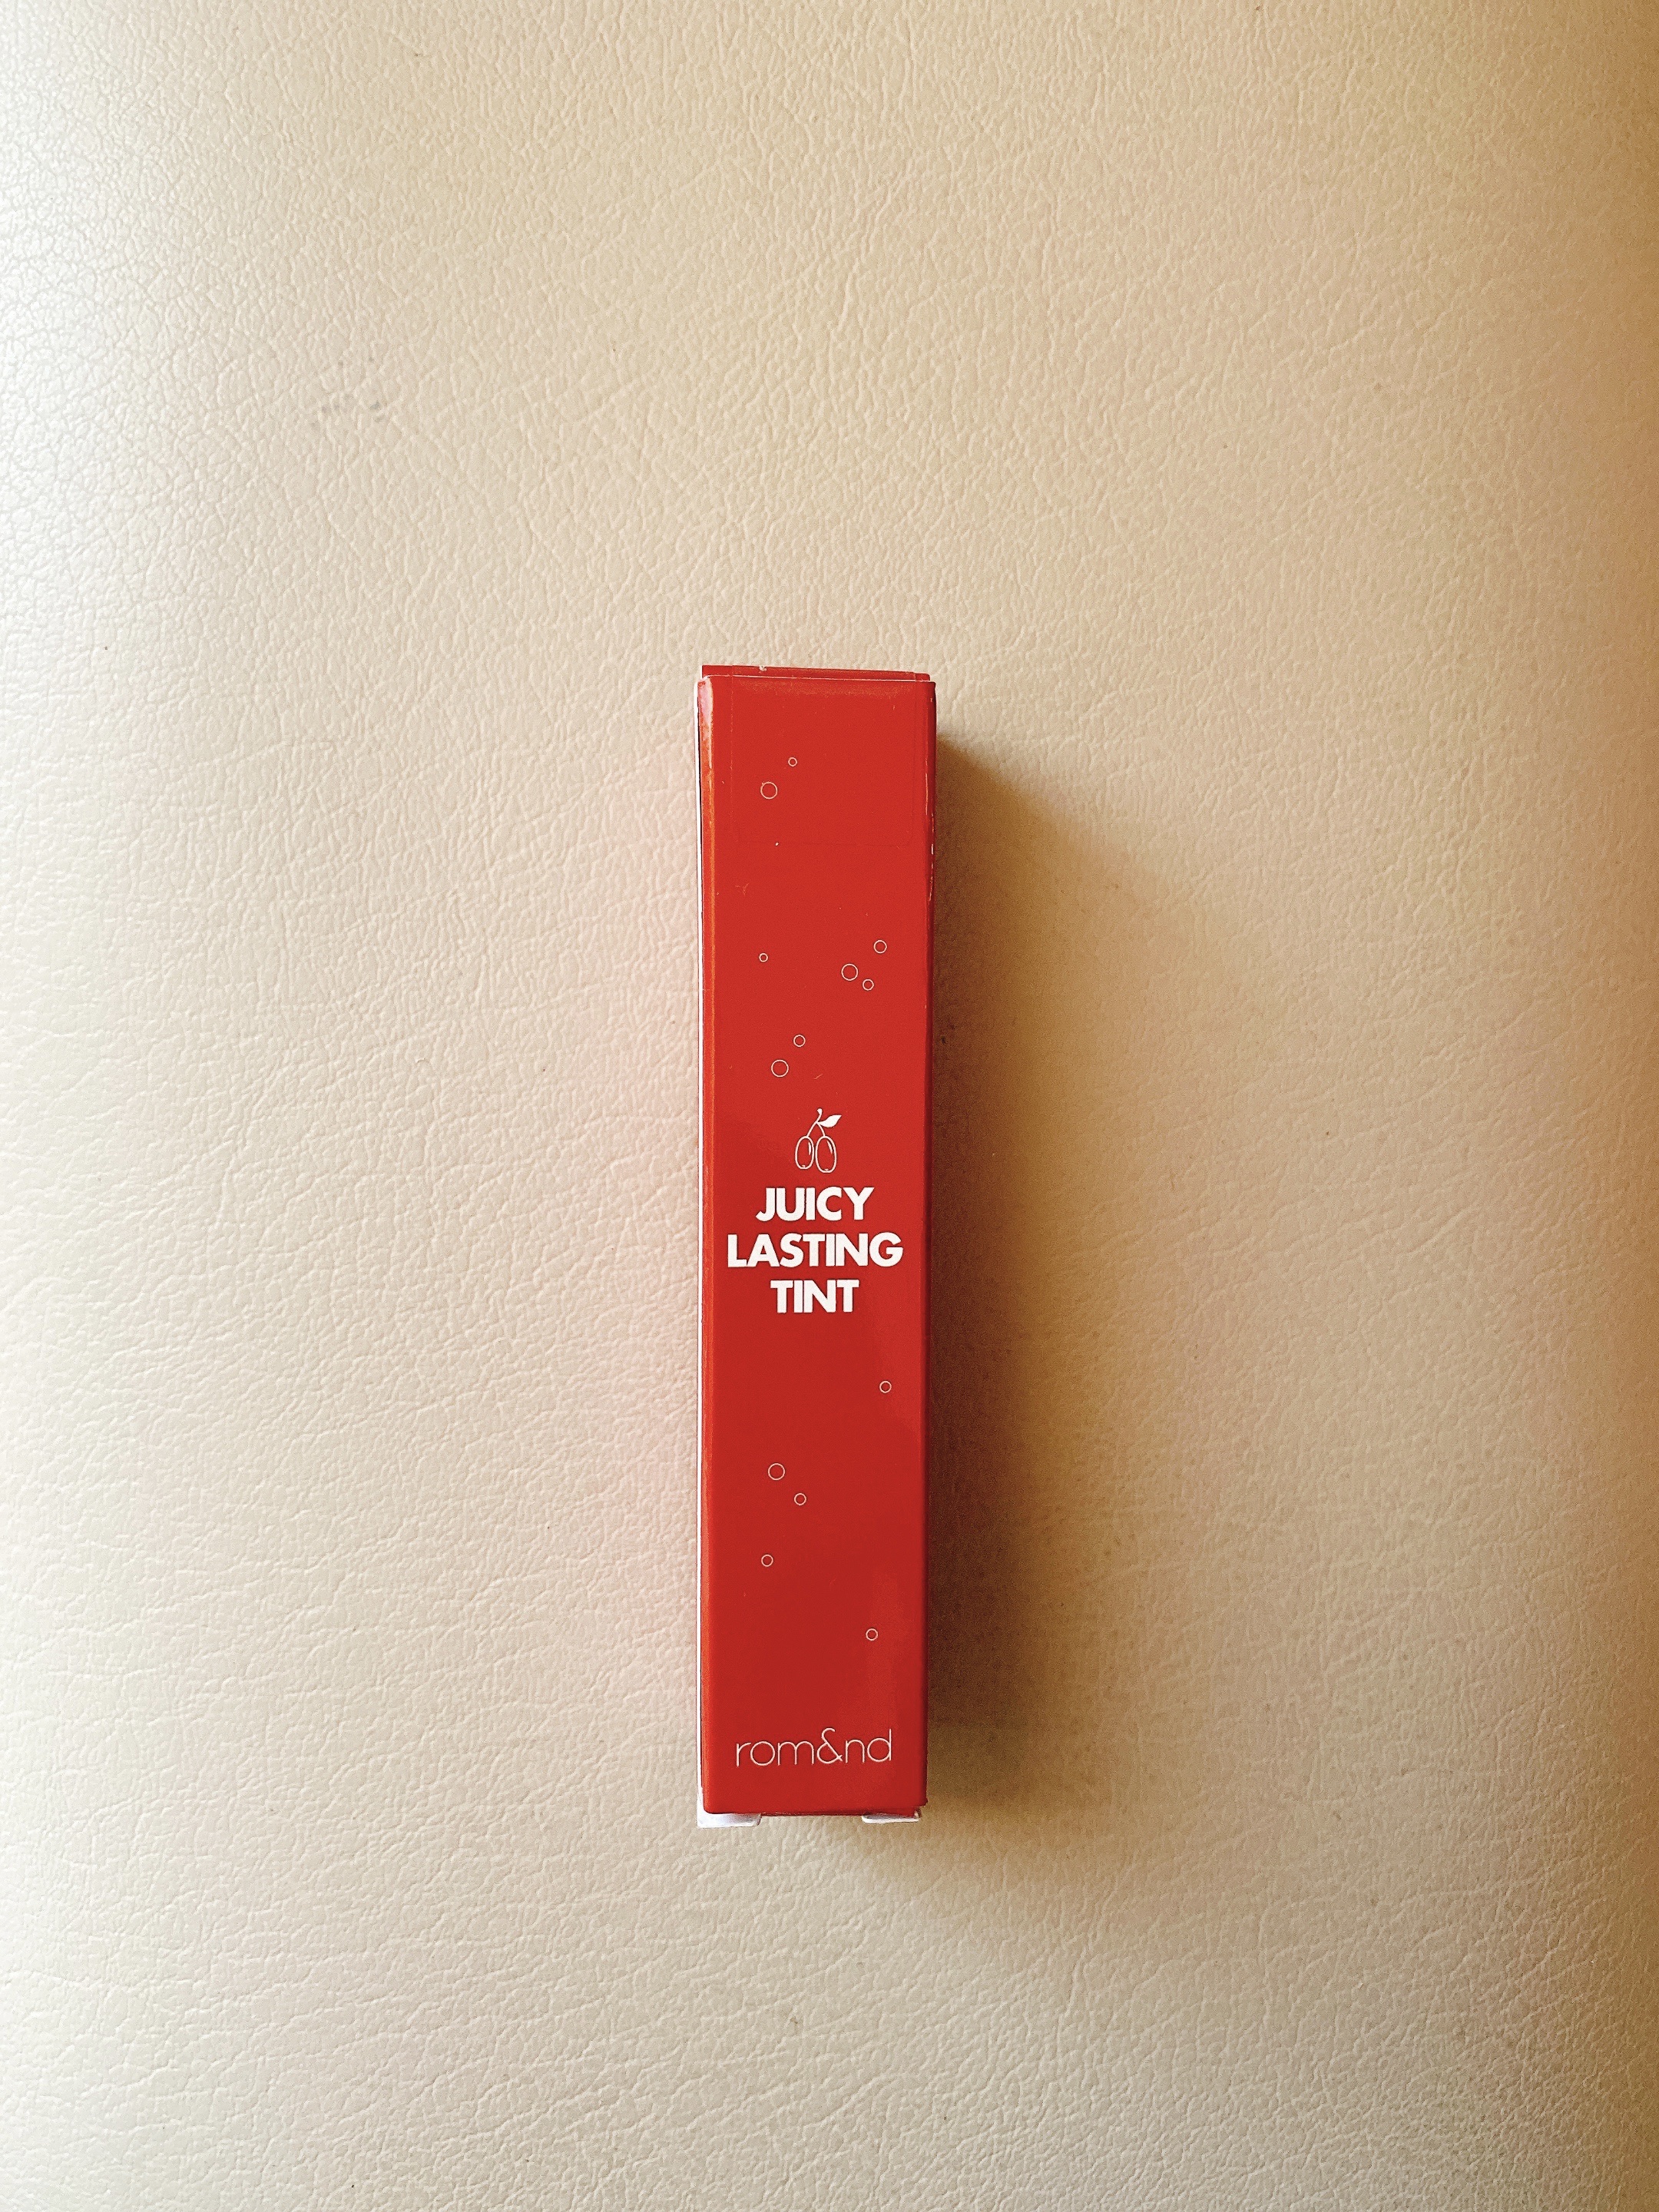 JUICY
LASTING
TINT
rom&nd